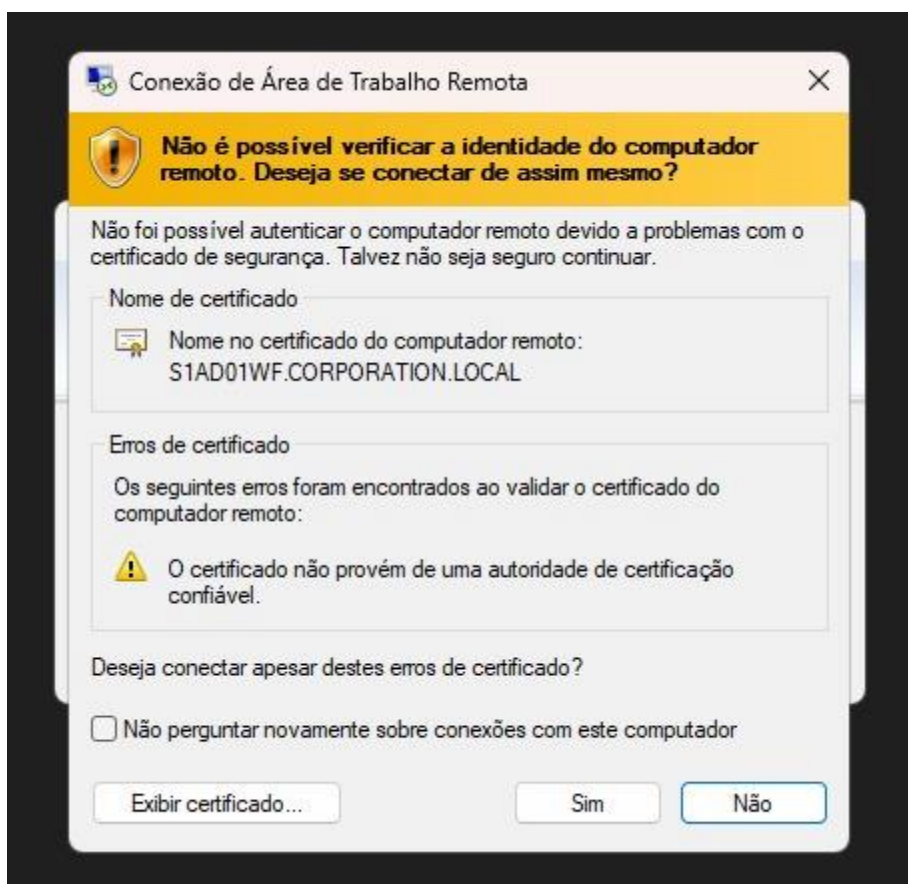 Conexão de Área de Trabalho Remota
Não é possível verificar a identidade do computador
remoto. Deseja se conectar de assim mesmo?
Não foi possível autenticar o computador remoto devido a problemas com o
certificado de segurança. Talvez não seja seguro continuar.
Nome de certificado
Nome no certificado do computador remoto:
S1AD01WF.CORPORATION.LOCAL
Erros de certificado
Os seguintes erros foram encontrados ao validar o certificado do
computador remoto:
O certificado não provém de uma autoridade de certificação
confiável.
Deseja conectar apesar destes erros de certificado?
Não perguntar novamente sobre conexões com este computador
Exibir certificado...
Sim
Não